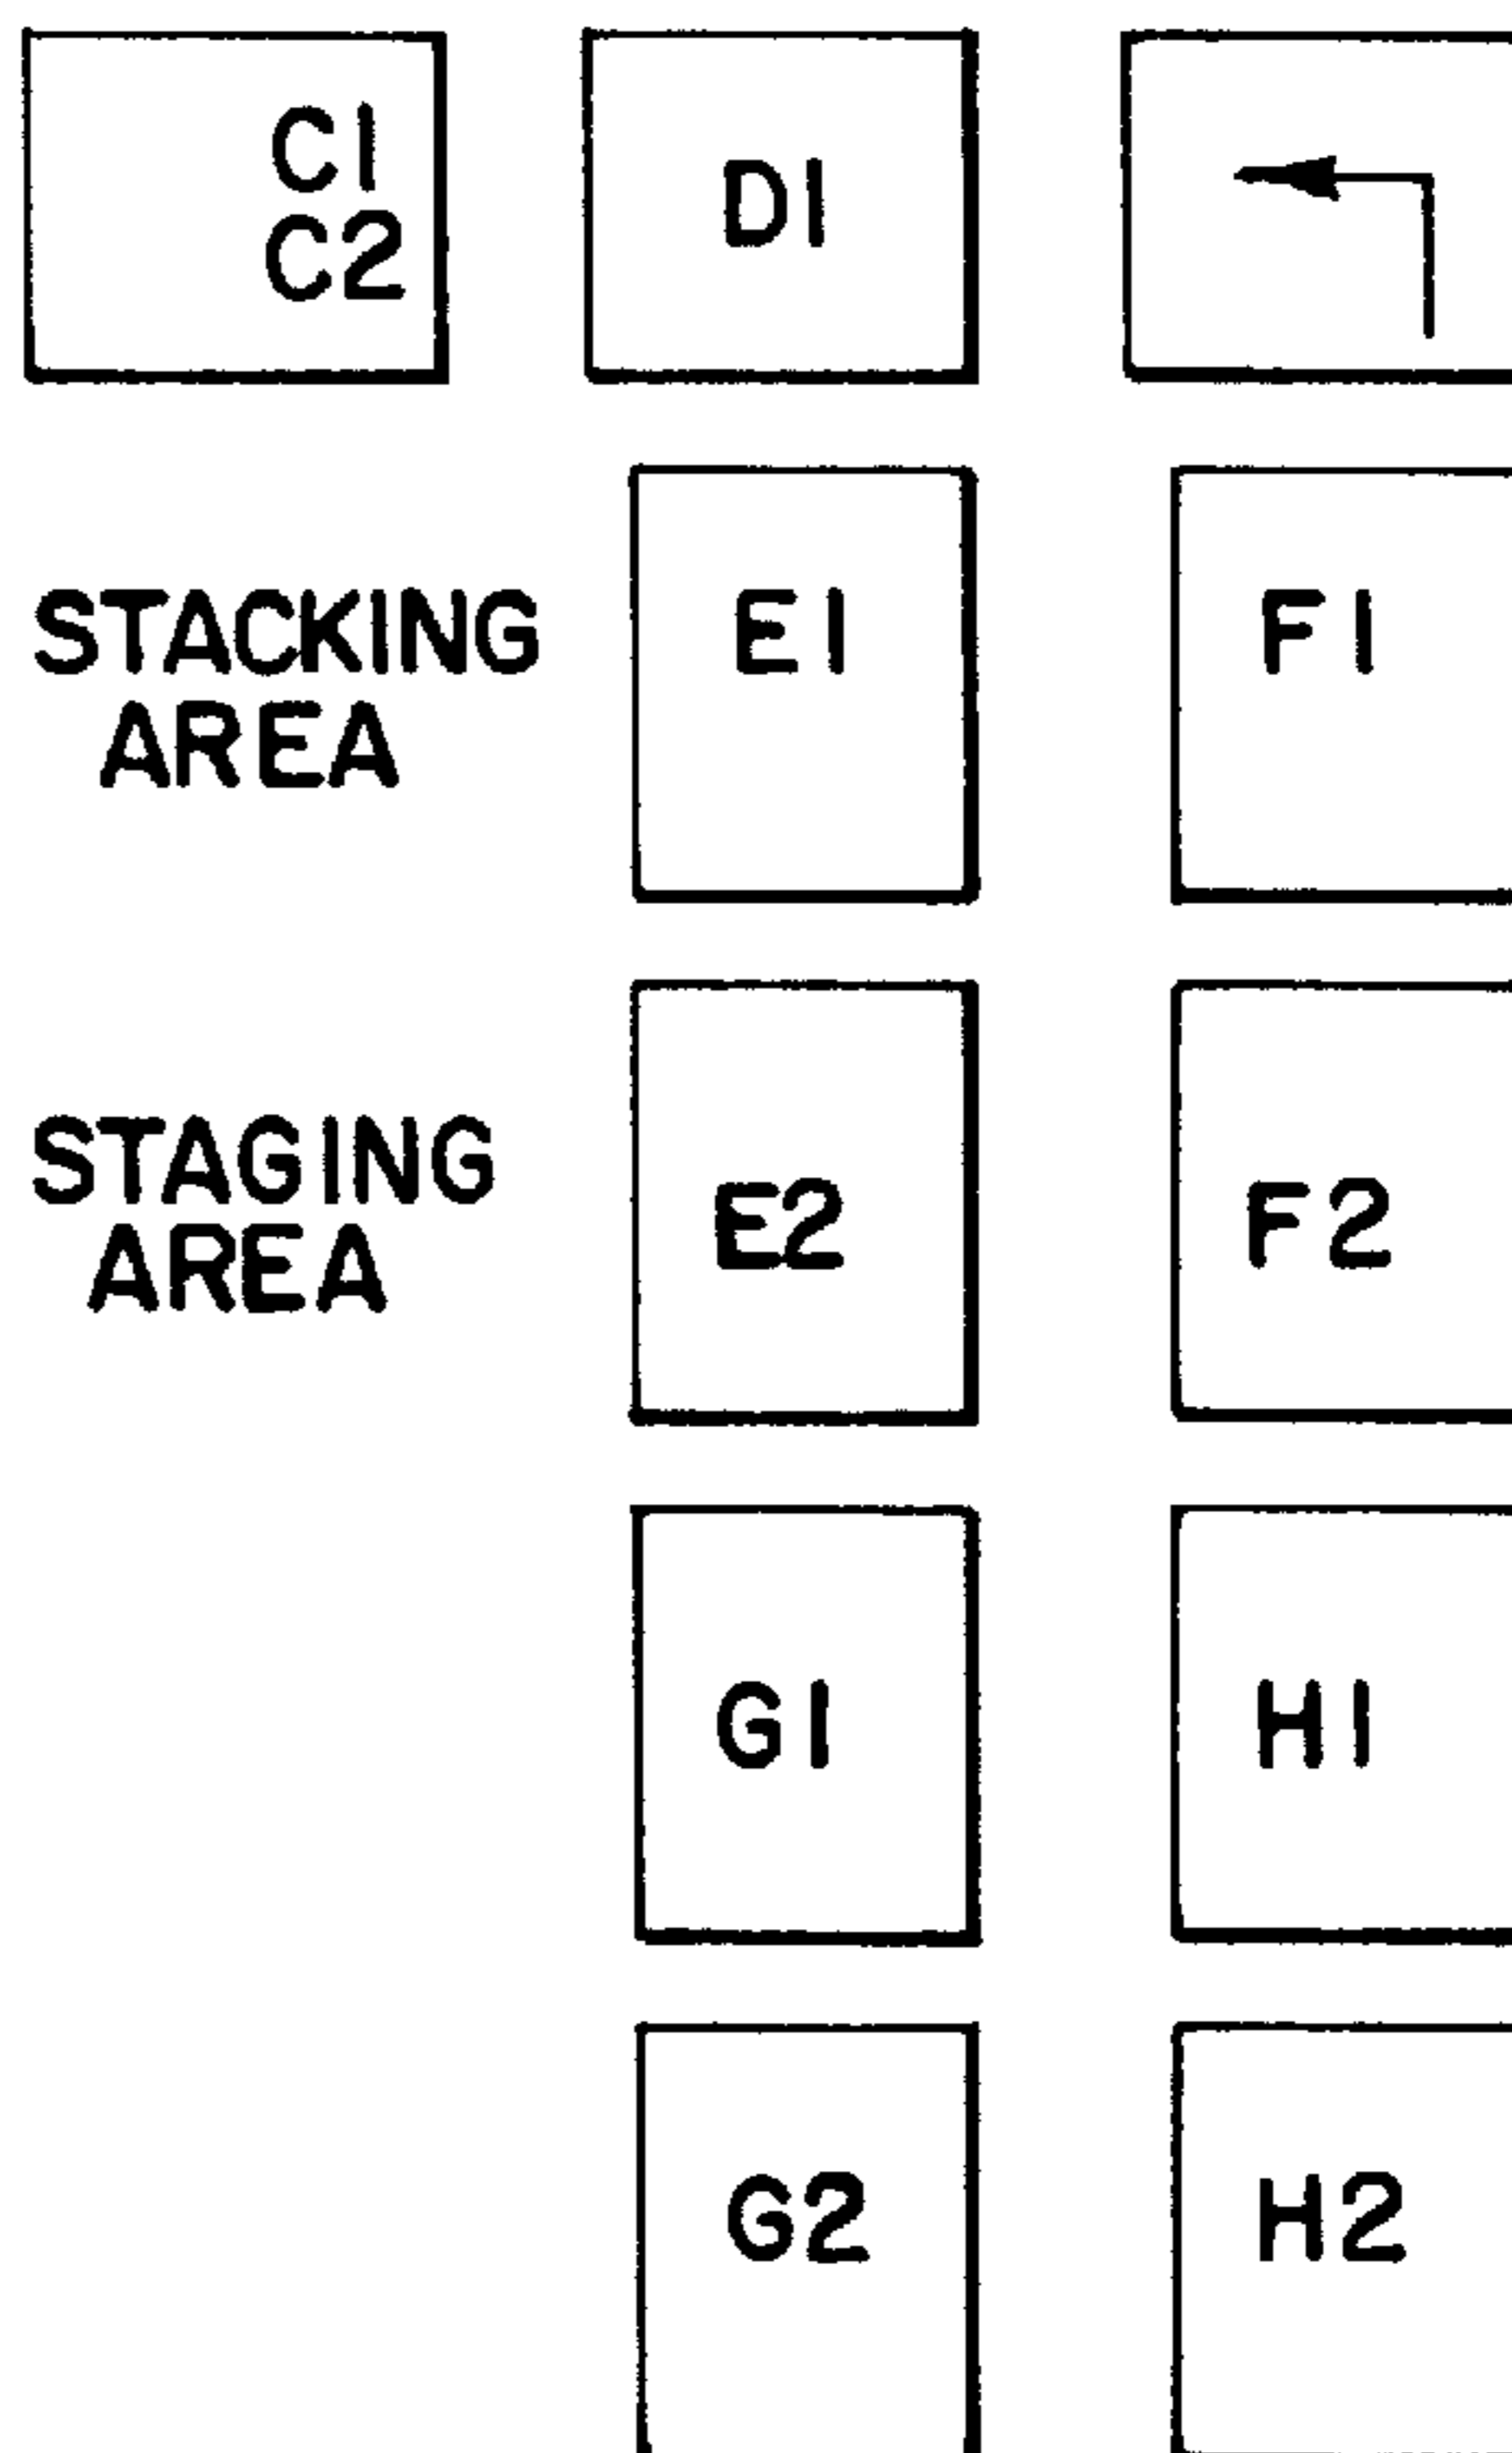 C1
C2
D1
STACKING
AREA
E1
F1
STAGING
AREA
E2
F2
G1
H1
G2
H2